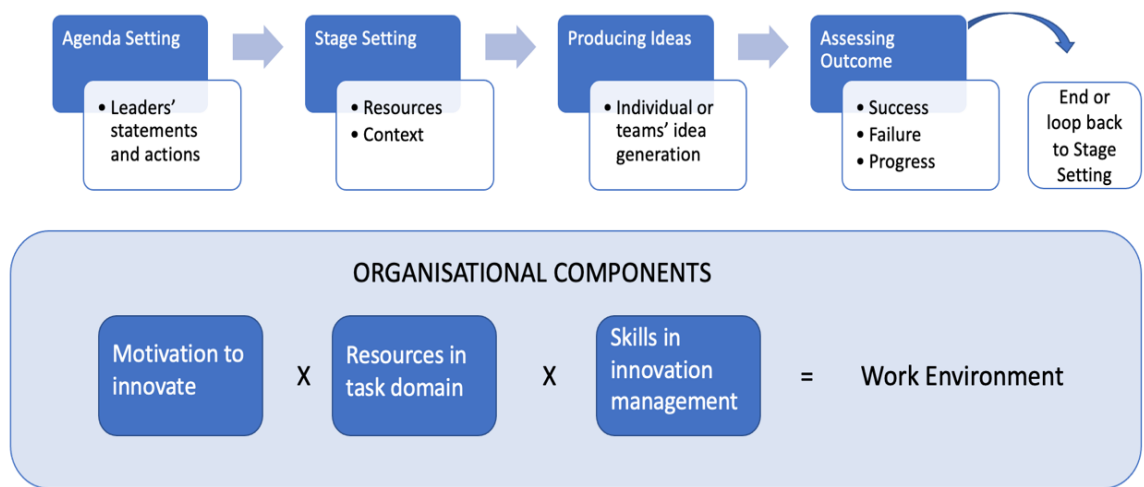 Agenda Setting
• Leaders'
statements
and actions
Stage Setting
• Resources
• Context
Producing Ideas
• Individual or
teams' idea
generation
Assessing
Outcome
• Success
• Failure
• Progress
End or
loop back
to Stage
Setting
ORGANISATIONAL COMPONENTS
Motivation to
innovate
X
Resources in
task domain
X
Skills in
innovation
management
=
Work Environment